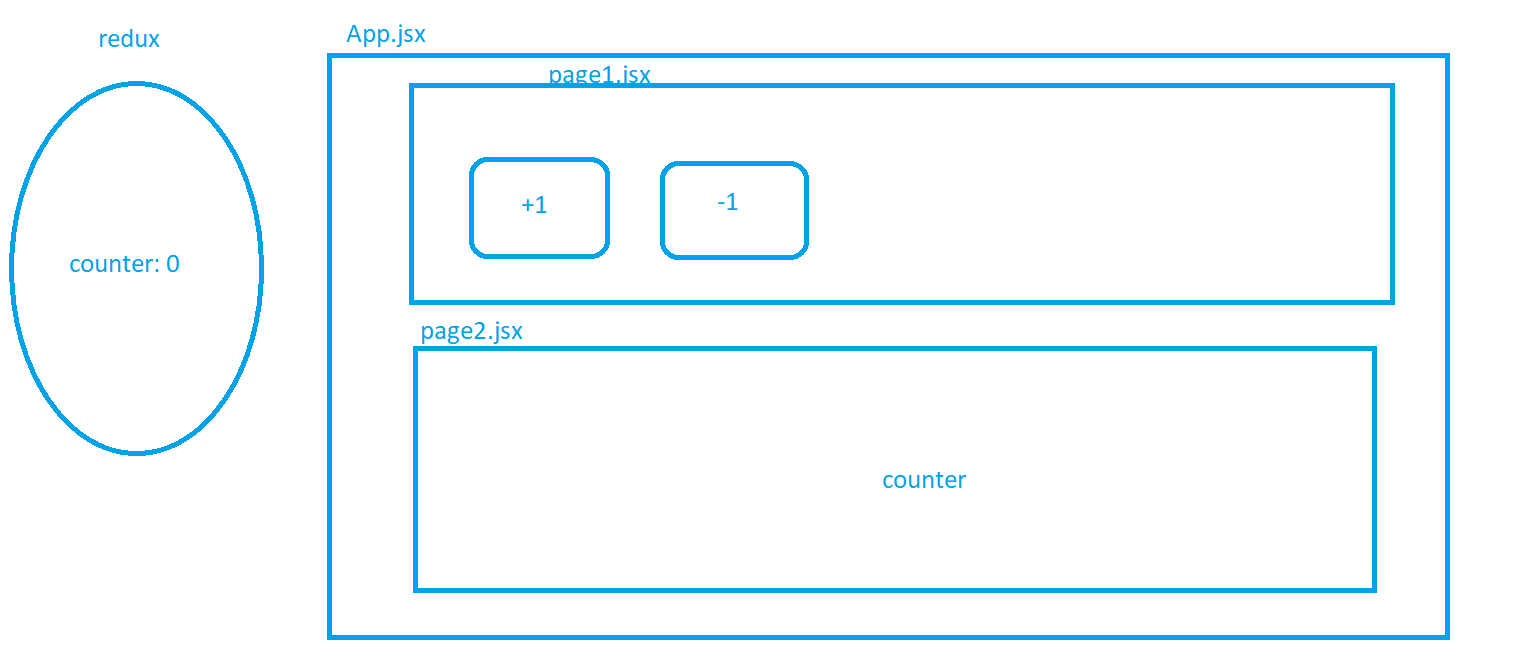 redux
counter: 0
App.jsx
page1.jsx
+1
-1
page2.jsx
counter